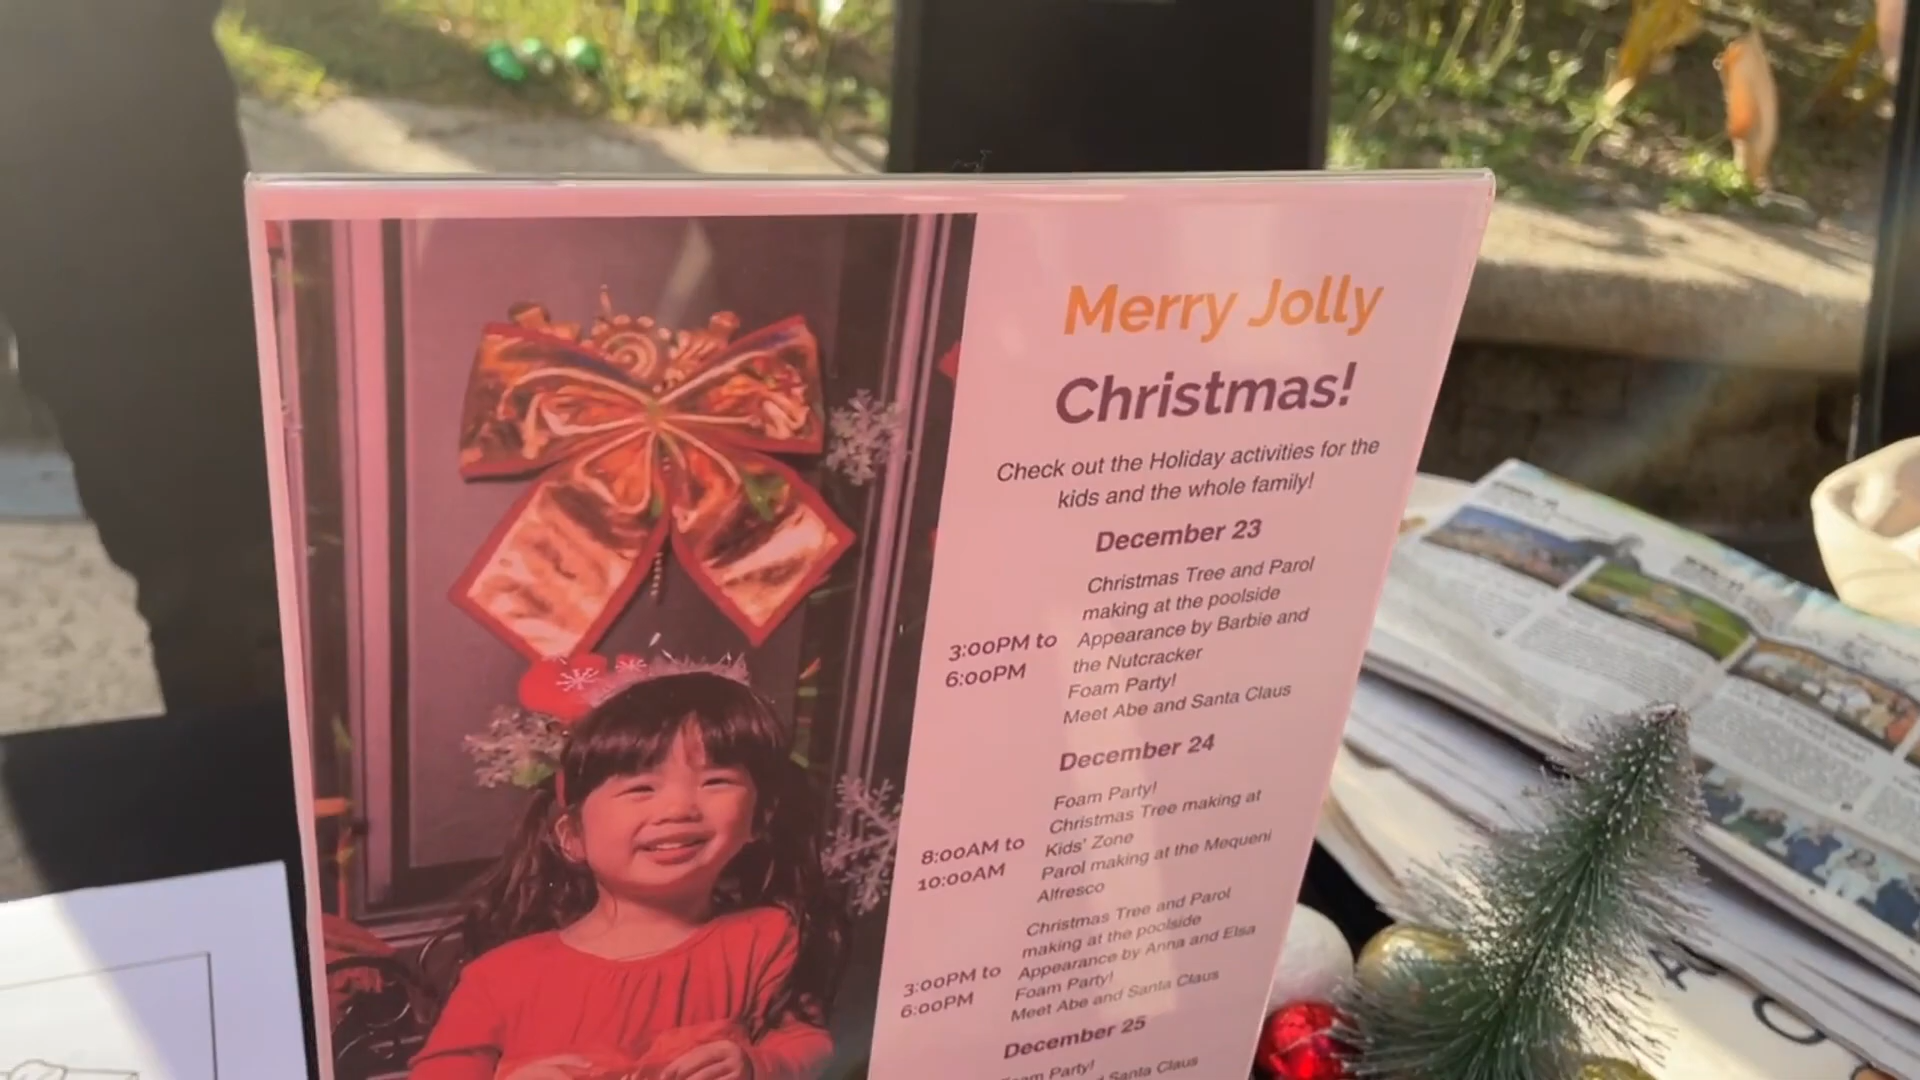 Merry Jolly
Christmas!
Check out the Holiday activities for the
kids and the whole family!
December 23
3:00PM to
6:00PM
Christmas Tree and Parol
making at the poolside
Appearance by Barbie and
the Nutcracker
Foam Party!
Meet Abe and Santa Claus
December 24
8:00AM to
10:00AM
Foam Party!
Christmas Tree making at
Kids' Zone
Parol making at the Mequeni
Alfresco
3:00PM to
6:00PM
Christmas Tree and Parol
making at the poolside
Appearance by Anna and Elsa
Foam Party!
Meet Abe and Santa Claus
December 25
Party!
Santa Claus